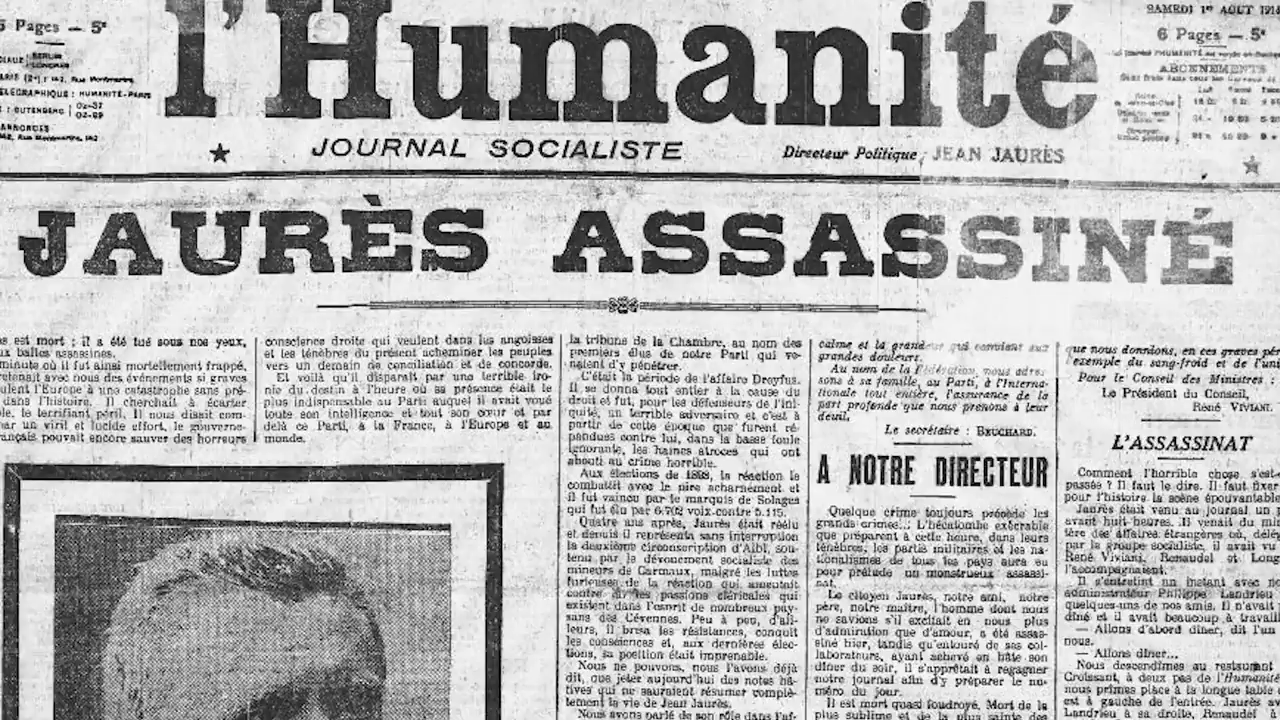 6 Pages — 5ᶜ
TÉLÉGRAPHIQUE : HUMANITÉ-PARIS
l'Humanité
SAMEDI 1ᵉʳ AOUT 1914
6 Pages — 5ᶜ
ABONNEMENTS
JOURNAL SOCIALISTE
Directeur Politique : JEAN JAURÈS
JAURÈS ASSASSINÉ
est mort ; il a été tué sous nos yeux,
balles assassines.
minute où il fut ainsi mortellement frappé,
avec nous des événements si graves
l'Europe à une catastrophe sans pré-
dans l'histoire. Il cherchait à écarter
le terrifiant péril. Il nous disait com-
par un viril et lucide effort, le gouverne-
français pouvait encore sauver des horreurs
conscience droite qui veulent dans les angoisses
et les ténèbres du présent acheminer les peuples
vers un demain de conciliation et de concorde.
Et voilà qu'il disparaît par une terrible iro-
nie du destin à l'heure où sa présence était le
plus indispensable au Parti auquel il avait voué
toute son intelligence et tout son cœur et par
delà ce Parti, à la France, à l'Europe et au
monde.
la tribune de la Chambre, au nom des
premiers élus de notre Parti qui ve-
naient d'y pénétrer.
C'était la période de l'affaire Dreyfus.
Il se donna tout entier à la cause du
droit et fut, pour les défenseurs de l'ini-
quité, un terrible adversaire et c'est à
partir de cette époque que furent ré-
pandues contre lui, dans la basse foule
ignorante, les haines atroces qui ont
abouti au crime horrible.
Aux élections de 1898, la réaction le
combattit avec le pire acharnement et
il fut vaincu par le marquis de Solages
qui fut élu par 6.702 voix contre 5.115.
Quatre ans après, Jaurès était réélu
et depuis il représenta sans interruption
la deuxième circonscription d'Albi, sou-
tenu par le dévouement socialiste des
mineurs de Carmaux, malgré les luttes
furieuses de la réaction qui ameutait
contre lui les passions cléricales qui
existent dans l'esprit de nombreux pay-
sans des Cévennes. Peu à peu, d'ail-
leurs, il brisa les résistances, conquit
les consciences et, aux dernières élec-
tions, sa position était imprenable.
Nous ne pouvons, nous l'avons déjà
dit, que jeter aujourd'hui des notes hâ-
tives qui ne sauraient résumer complè-
tement la vie de Jean Jaurès.
Nous avons parlé de son rôle dans l'af-
calme et la grandeur qui convient aux
grandes douleurs.
Au nom de la Fédération, nous adres-
sons à sa famille, au Parti, à l'Interna-
tionale tout entière, l'assurance de la
part profonde que nous prenons à leur
deuil.
Le secrétaire : BEUCHARD.
A NOTRE DIRECTEUR
Quelque crime toujours précède les
grands crimes... L'hécatombe exécrable
que préparent à cette heure, dans leurs
ténèbres, les partis militaires et les na-
tionalismes de tous les pays aura eu
pour prélude un monstrueux assassi-
nat.
Le citoyen Jaurès, notre ami, notre
père, notre maître, l'homme dont nous
ne savions s'il excitait en nous plus
d'admiration que d'amour, a été assas-
siné hier, tandis qu'entouré de ses col-
laborateurs, ayant achevé en hâte son
dîner du soir, il s'apprêtait à regagner
notre journal afin d'y préparer le nu-
méro du jour.
Il est mort quasi foudroyé. Mort de la
plus sublime et de la plus sainte des
que nous donnions, en ces graves
l'exemple du sang-froid et de
Pour le Conseil des Ministres :
Le Président du Conseil,
René VIVIANI.
L'ASSASSINAT
Comment l'horrible chose s'est-
passée ? Il faut le dire. Il faut fixer
pour l'histoire la scène épouvantable
Jaurès était venu au journal un
avant huit heures. Il venait du
tère des affaires étrangères où,
par le groupe socialiste, il avait vu
René Viviani. Renaudel et
l'accompagnaient.
Il s'entretint un instant avec
administrateur Philippe Landrieu
quelques-uns de nos amis. Il n'avait
dîné et il avait beaucoup à
— Allons d'abord dîner, dit l'un
nous.
— Allons dîner...
Nous descendîmes au restaurant
Croissant, à deux pas de l'Humanité
nous primes place à la longue table
est à gauche de l'entrée. Jaurès
Landrieu à sa droite, Renaudel